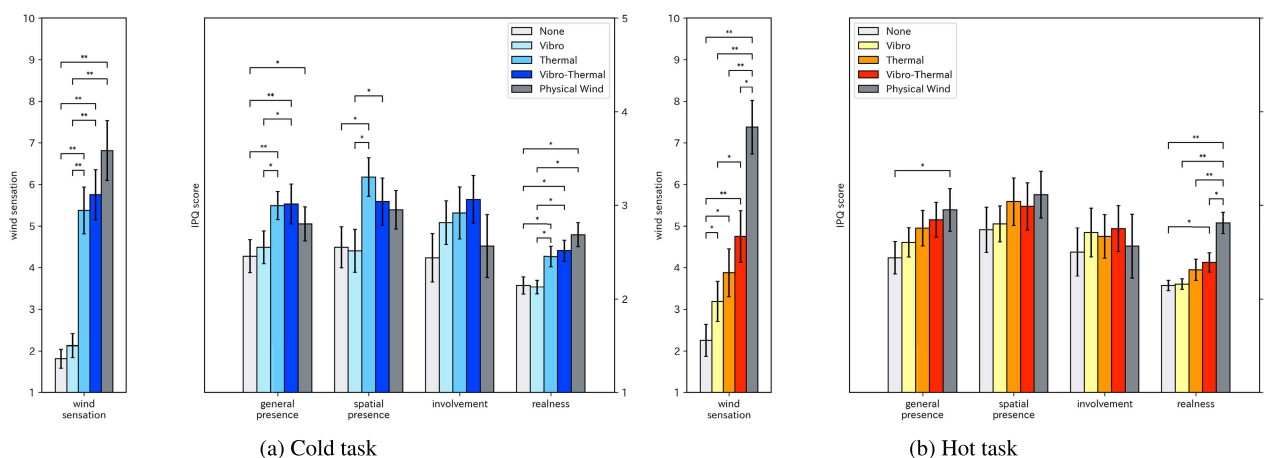 10
9
8
7
6
5
4
3
2
1
wind sensation
wind
sensation
** 
**
**
**
**
**
IPQ score
*
**
*
**
*
*
*
*
*
*
*
*
*
*
None
Vibro
Thermal
Vibro-Thermal
Physical Wind
5
4
3
2
1
general
presence
spatial
presence
involvement
realness
(a) Cold task
10
9
8
7
6
5
4
3
2
1
wind sensation
wind
sensation
**
**
**
*
*
**
*
*
IPQ score
None
Vibro
Thermal
Vibro-Thermal
Physical Wind
*
**
**
**
*
*
general
presence
spatial
presence
involvement
realness
(b) Hot task